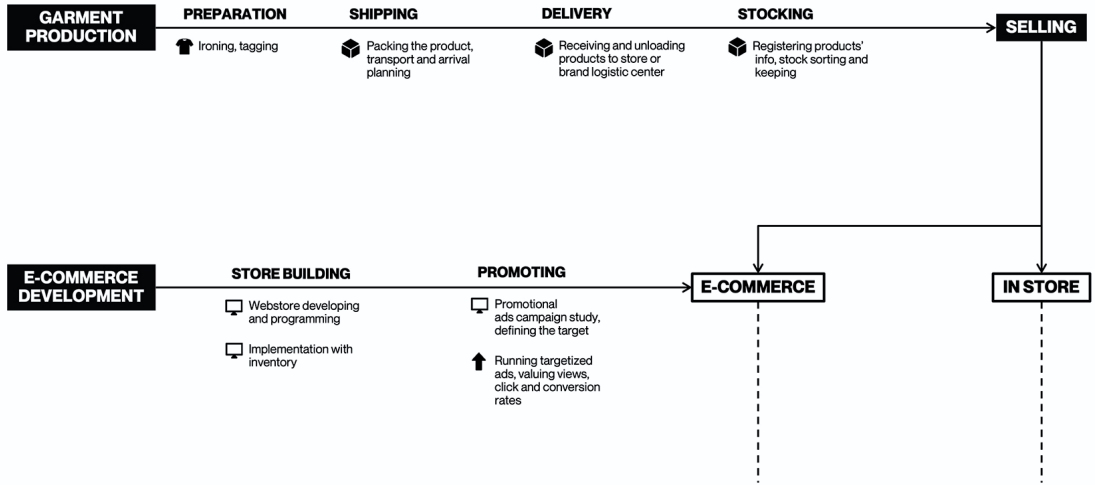 GARMENT
PRODUCTION
PREPARATION
Ironing, tagging
SHIPPING
Packing the product,
transport and arrival
planning
DELIVERY
Receiving and unloading
products to store or
brand logistic center
STOCKING
Registering products'
info, stock sorting and
keeping
SELLING
E-COMMERCE
DEVELOPMENT
STORE BUILDING
Webstore developing
and programming
Implementation with
inventory
PROMOTING
Promotional
ads campaign study,
defining the target
Running targetized
ads, valuing views,
click and conversion
rates
E-COMMERCE
IN STORE